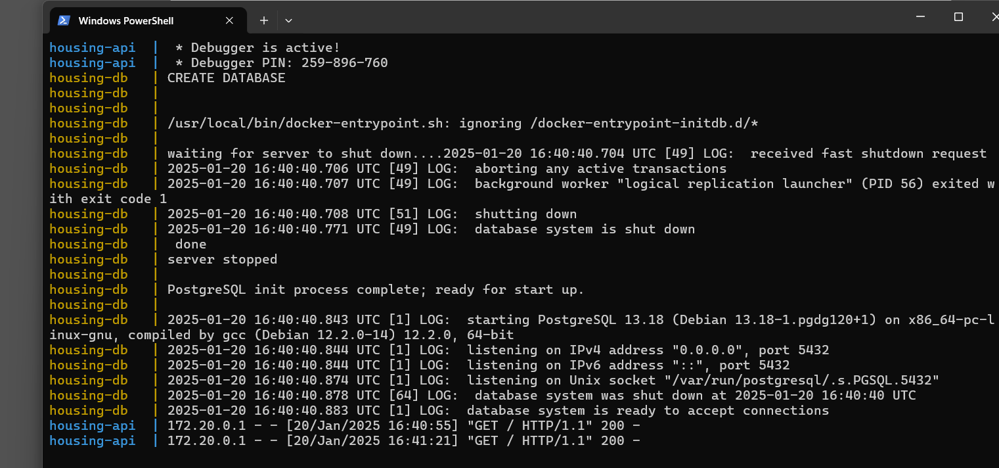 Windows PowerShell
housing-api  |  * Debugger is active!
housing-api  |  * Debugger PIN: 259-896-760
housing-db   | CREATE DATABASE
housing-db   |
housing-db   |
housing-db   | /usr/local/bin/docker-entrypoint.sh: ignoring /docker-entrypoint-initdb.d/*
housing-db   |
housing-db   | waiting for server to shut down....2025-01-20 16:40:40.704 UTC [49] LOG:  received fast shutdown request
housing-db   | 2025-01-20 16:40:40.706 UTC [49] LOG:  aborting any active transactions
housing-db   | 2025-01-20 16:40:40.707 UTC [49] LOG:  background worker "logical replication launcher" (PID 56) exited w
ith exit code 1
housing-db   | 2025-01-20 16:40:40.708 UTC [51] LOG:  shutting down
housing-db   | 2025-01-20 16:40:40.771 UTC [49] LOG:  database system is shut down
housing-db   |  done
housing-db   | server stopped
housing-db   |
housing-db   | PostgreSQL init process complete; ready for start up.
housing-db   |
housing-db   | 2025-01-20 16:40:40.843 UTC [1] LOG:  starting PostgreSQL 13.18 (Debian 13.18-1.pgdg120+1) on x86_64-pc-l
inux-gnu, compiled by gcc (Debian 12.2.0-14) 12.2.0, 64-bit
housing-db   | 2025-01-20 16:40:40.844 UTC [1] LOG:  listening on IPv4 address "0.0.0.0", port 5432
housing-db   | 2025-01-20 16:40:40.844 UTC [1] LOG:  listening on IPv6 address "::", port 5432
housing-db   | 2025-01-20 16:40:40.874 UTC [1] LOG:  listening on Unix socket "/var/run/postgresql/.s.PGSQL.5432"
housing-db   | 2025-01-20 16:40:40.878 UTC [64] LOG:  database system was shut down at 2025-01-20 16:40:40 UTC
housing-db   | 2025-01-20 16:40:40.883 UTC [1] LOG:  database system is ready to accept connections
housing-api  | 172.20.0.1 - - [20/Jan/2025 16:40:55] "GET / HTTP/1.1" 200 -
housing-api  | 172.20.0.1 - - [20/Jan/2025 16:41:21] "GET / HTTP/1.1" 200 -